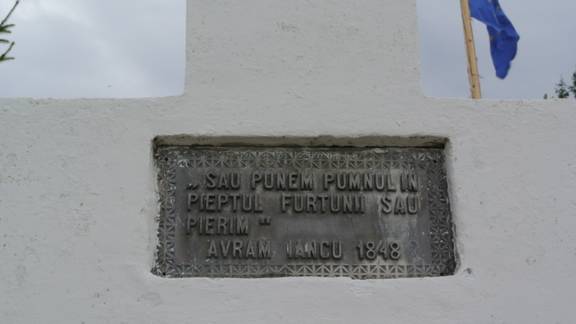 „ SAU PUNEM PUMNUL IN
PIEPTUL FURTUNII SAU
PIERIM "
AVRAM IANCU 1848